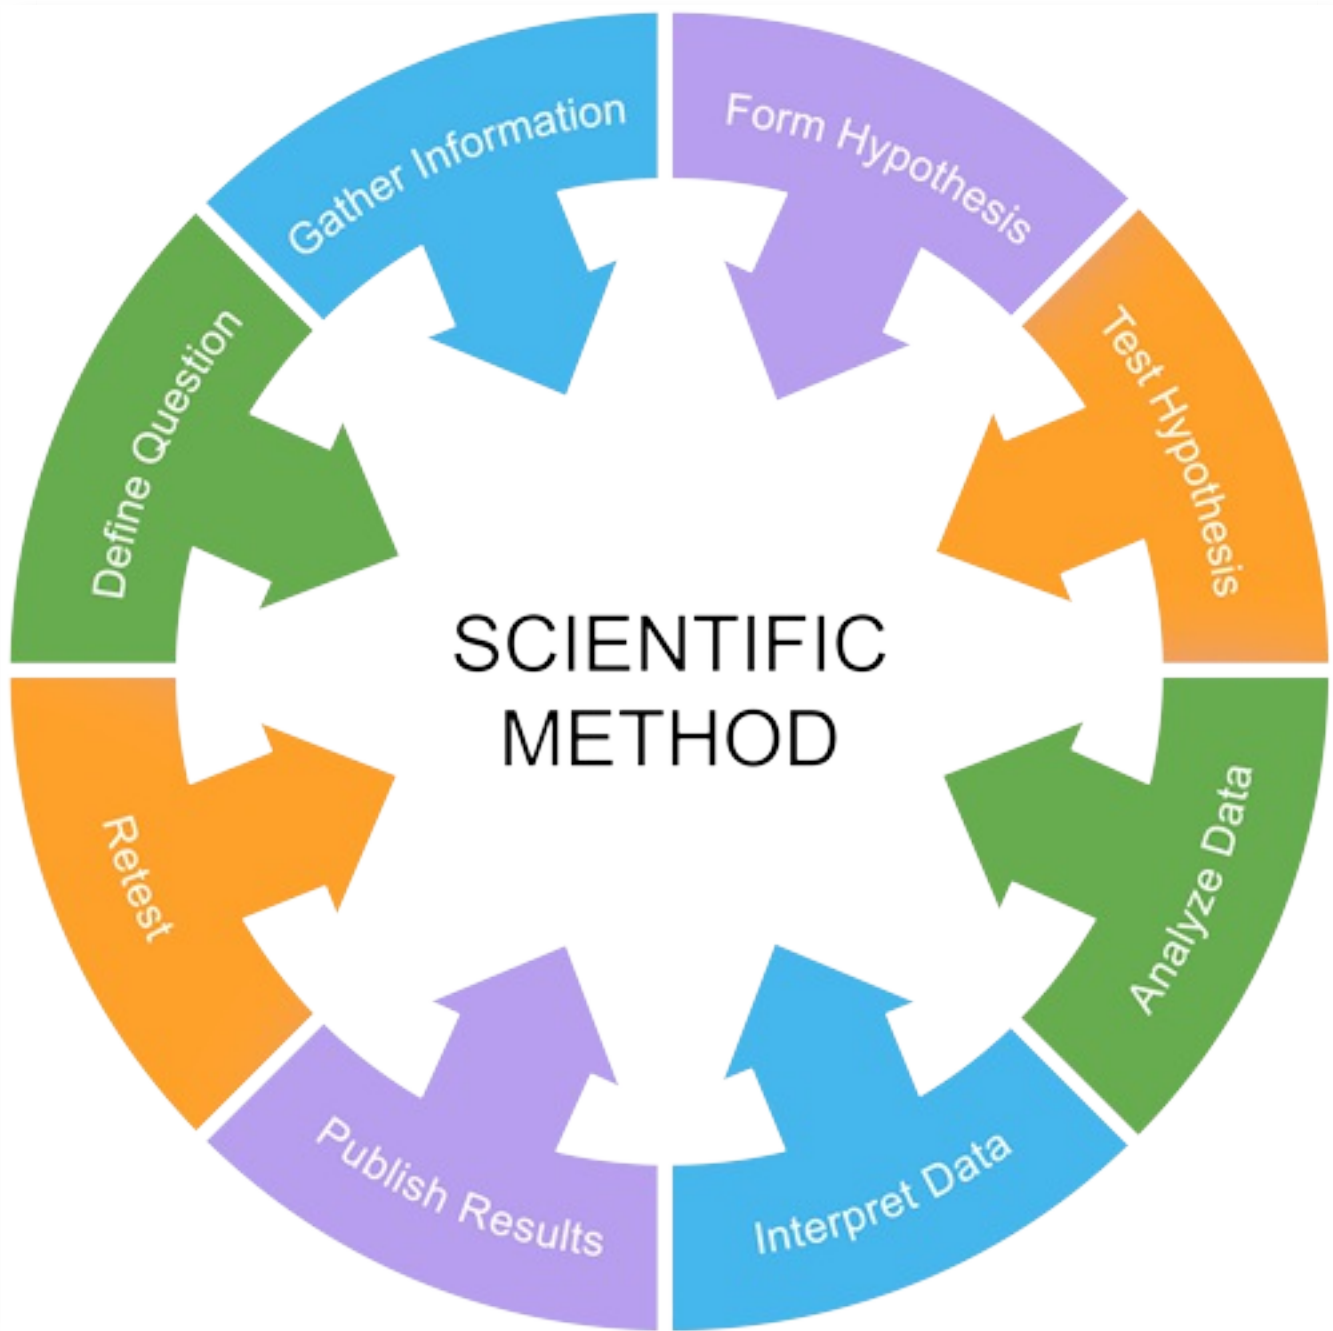 Gather Information
Form Hypothesis
Test Hypothesis
Analyze Data
Interpret Data
Publish Results
Retest
Define Question
SCIENTIFIC
METHOD